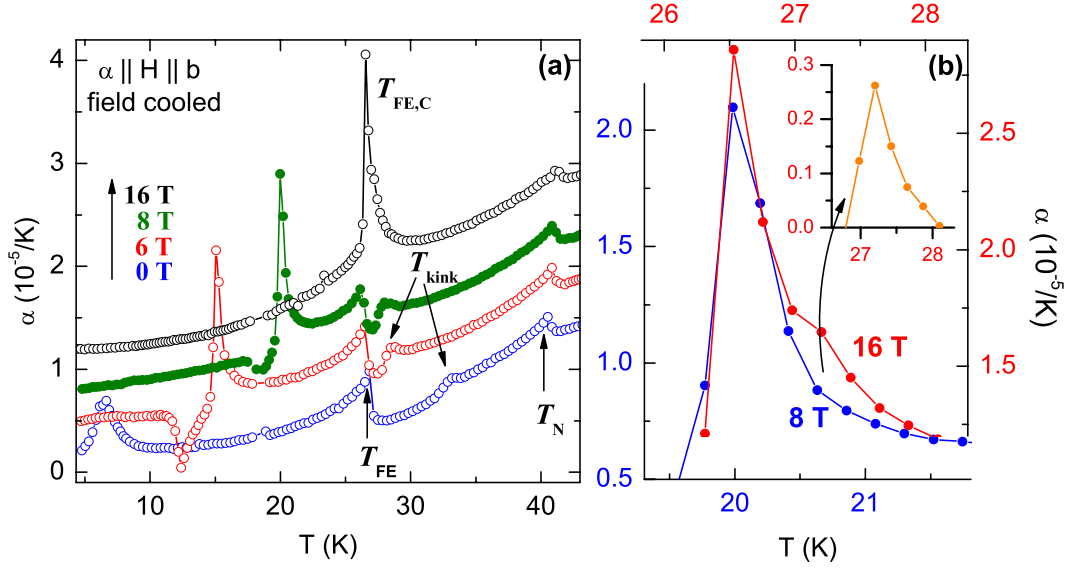 4
3
2
1
0
α (10⁻⁵/K)
α || H || b
field cooled
(a)
T_FE,C
16 T
8 T
6 T
0 T
T_kink
T_FE
T_N
10 20 30 40
T (K)
26 27 28
(b)
2.0
1.5
1.0
0.5
0.3
0.2
0.1
0.0
27 28
16 T
8 T
2.5
2.0
1.5
α (10⁻⁵/K)
20 21
T (K)